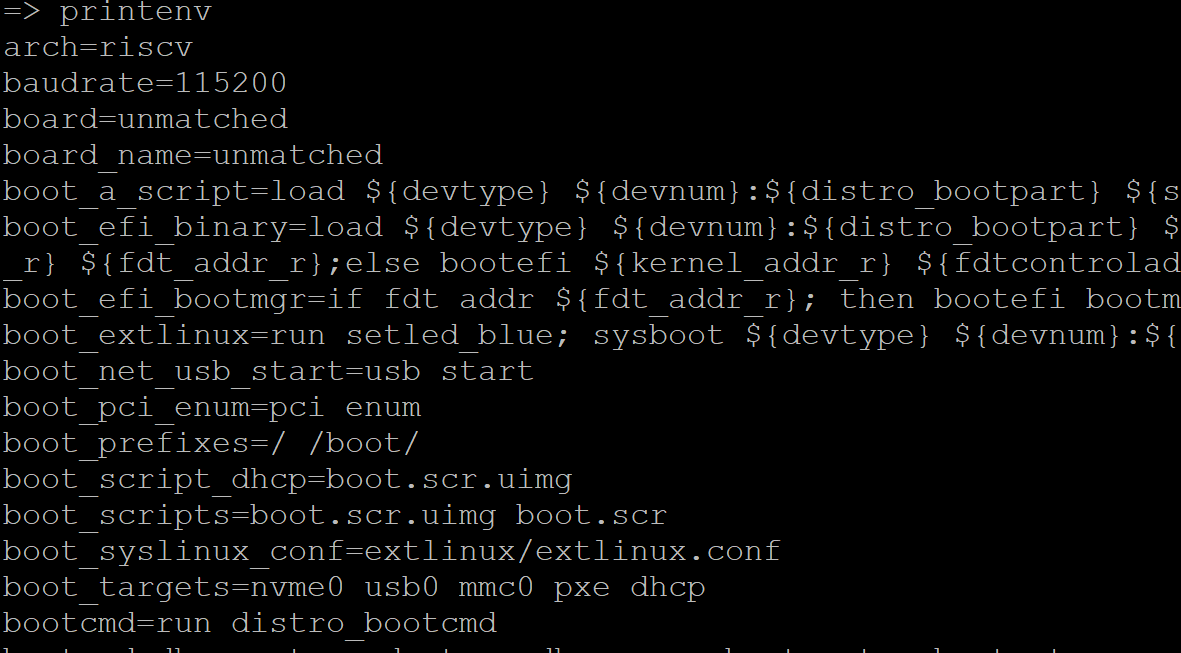 => printenv
arch=riscv
baudrate=115200
board=unmatched
board_name=unmatched
boot_a_script=load ${devtype} ${devnum}:${distro_bootpart} ${s
boot_efi_binary=load ${devtype} ${devnum}:${distro_bootpart} $
_r} ${fdt_addr_r};else bootefi ${kernel_addr_r} ${fdtcontrolad
boot_efi_bootmgr=if fdt addr ${fdt_addr_r}; then bootefi bootm
boot_extlinux=run setled_blue; sysboot ${devtype} ${devnum}:${
boot_net_usb_start=usb start
boot_pci_enum=pci enum
boot_prefixes=/ /boot/
boot_script_dhcp=boot.scr.uimg
boot_scripts=boot.scr.uimg boot.scr
boot_syslinux_conf=extlinux/extlinux.conf
boot_targets=nvme0 usb0 mmc0 pxe dhcp
bootcmd=run distro_bootcmd